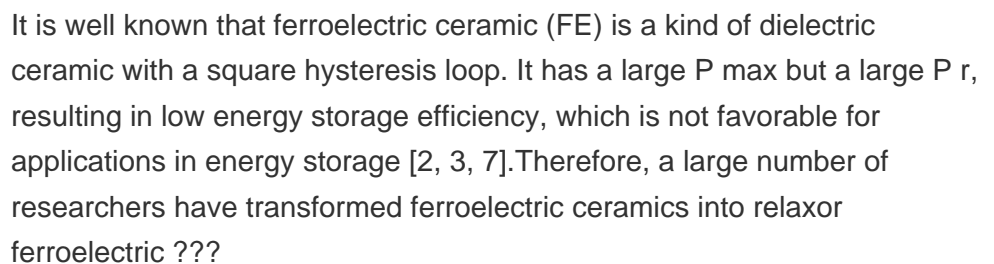 It is well known that ferroelectric ceramic (FE) is a kind of dielectric
ceramic with a square hysteresis loop. It has a large P max but a large P r,
resulting in low energy storage efficiency, which is not favorable for
applications in energy storage [2, 3, 7].Therefore, a large number of
researchers have transformed ferroelectric ceramics into relaxor
ferroelectric ???